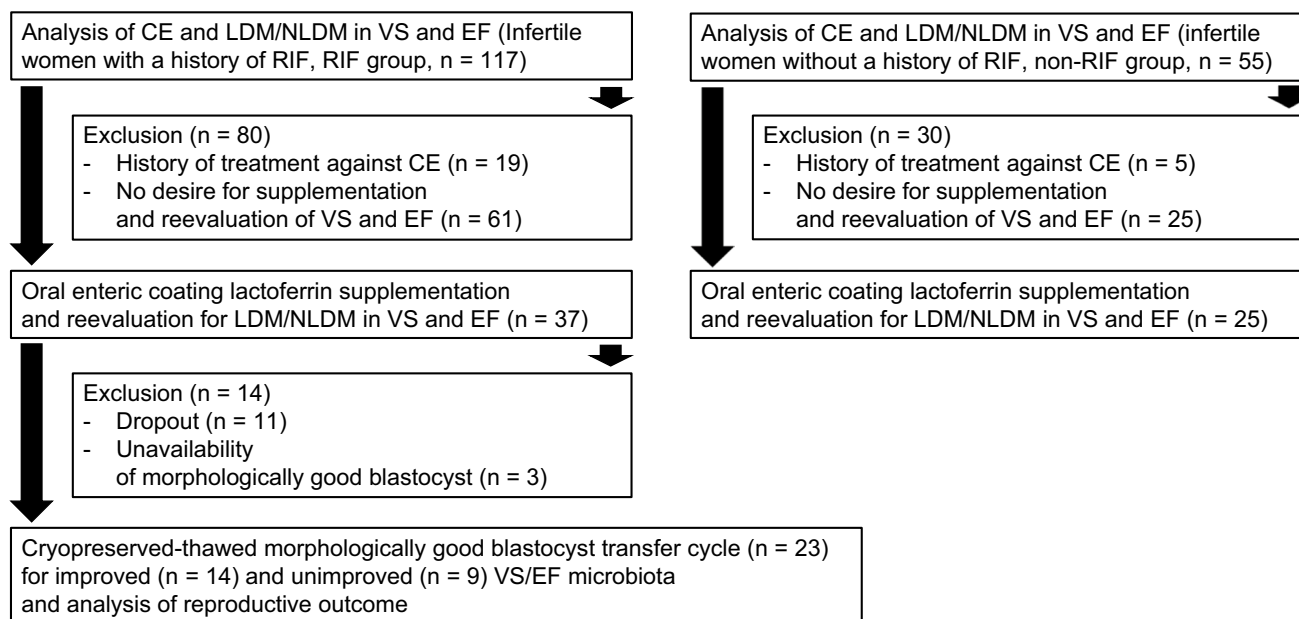 Analysis of CE and LDM/NLDM in VS and EF (Infertile
women with a history of RIF, RIF group, n = 117)
Exclusion (n = 80)
- History of treatment against CE (n = 19)
- No desire for supplementation
and reevaluation of VS and EF (n = 61)
Oral enteric coating lactoferrin supplementation
and reevaluation for LDM/NLDM in VS and EF (n = 37)
Exclusion (n = 14)
- Dropout (n = 11)
- Unavailability
of morphologically good blastocyst (n = 3)
Cryopreserved-thawed morphologically good blastocyst transfer cycle (n = 23)
for improved (n = 14) and unimproved (n = 9) VS/EF microbiota
and analysis of reproductive outcome
Analysis of CE and LDM/NLDM in VS and EF (infertile
women without a history of RIF, non-RIF group, n = 55)
Exclusion (n = 30)
- History of treatment against CE (n = 5)
- No desire for supplementation
and reevaluation of VS and EF (n = 25)
Oral enteric coating lactoferrin supplementation
and reevaluation for LDM/NLDM in VS and EF (n = 25)